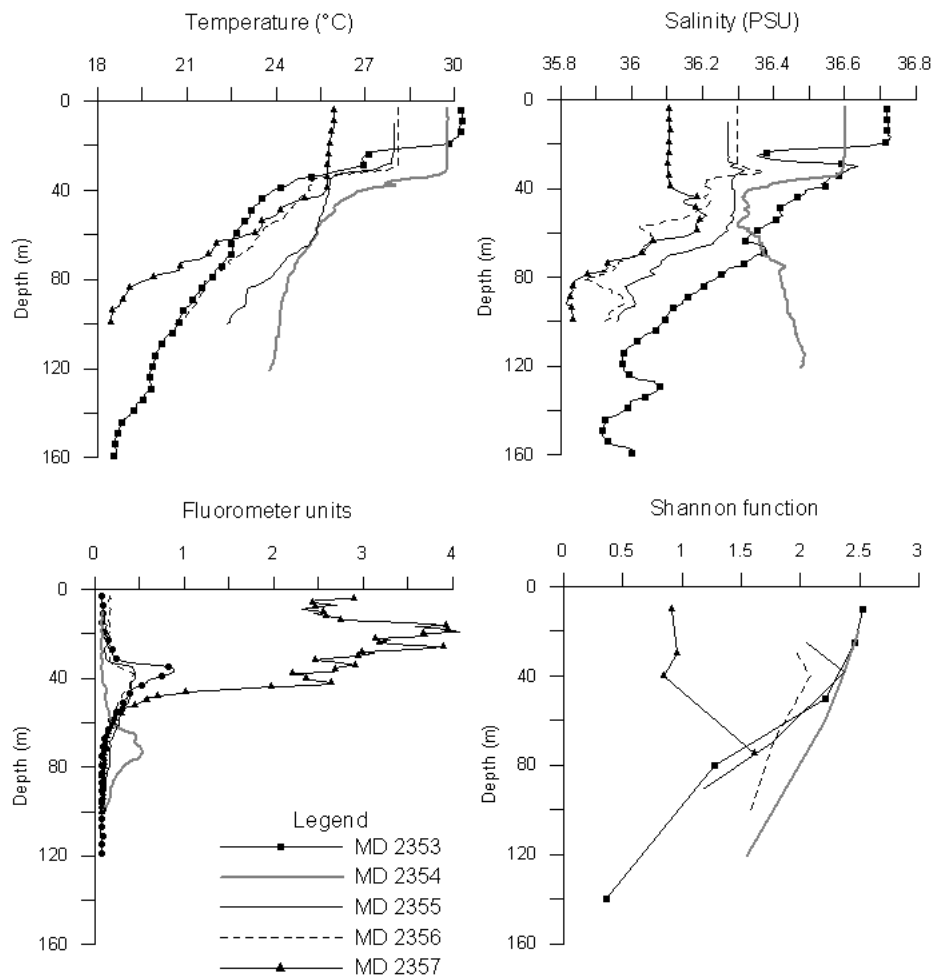 Temperature (°C)
18 21 24 26 28 30
0
40
80
120
160
Depth (m)
Salinity (PSU)
35.8 36 36.2 36.4 36.6 36.8
0
40
80
120
160
Depth (m)
Fluorometer units
0 1 2 3 4
0
40
80
120
160
Depth (m)
Legend
MD 2353
MD 2354
MD 2355
MD 2356
MD 2357
Shannon function
0 0.5 1 1.5 2 2.5 3
0
40
80
120
160
Depth (m)